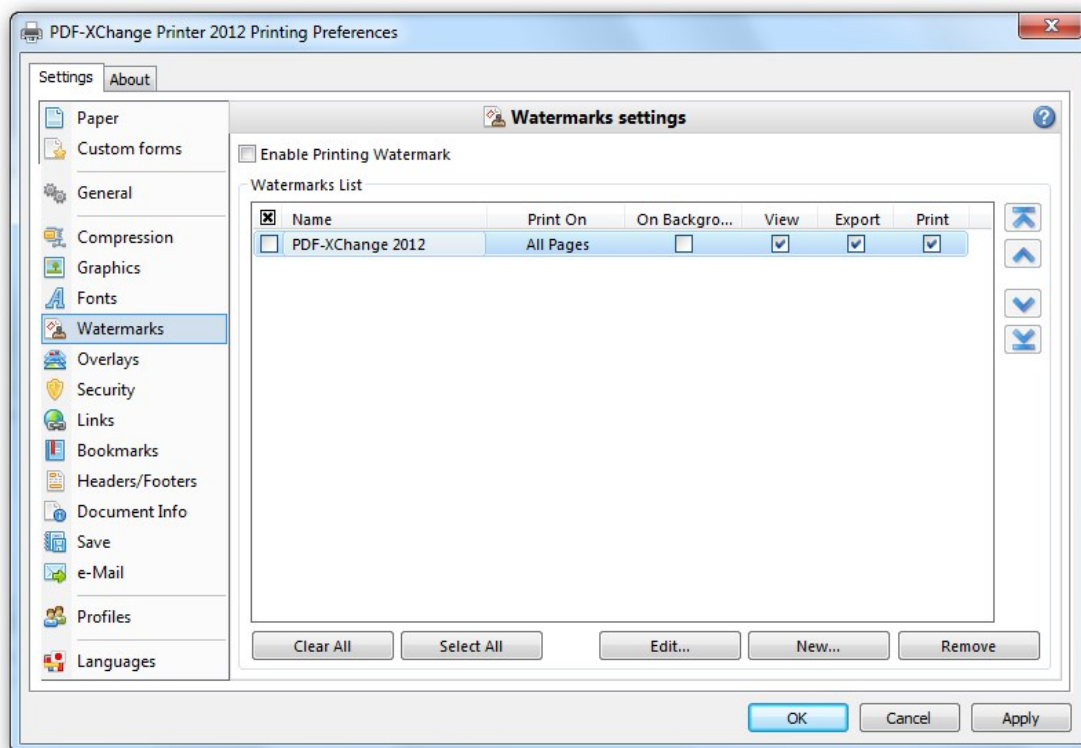 PDF-XChange Printer 2012 Printing Preferences
Settings
About
Paper
Custom forms
General
Compression
Graphics
Fonts
Watermarks
Overlays
Security
Links
Bookmarks
Headers/Footers
Document Info
Save
e-Mail
Profiles
Languages
Watermarks settings
Enable Printing Watermark
Watermarks List
Name Print On On Backgro... View Export Print
PDF-XChange 2012 All Pages
Clear All Select All Edit... New... Remove
OK Cancel Apply